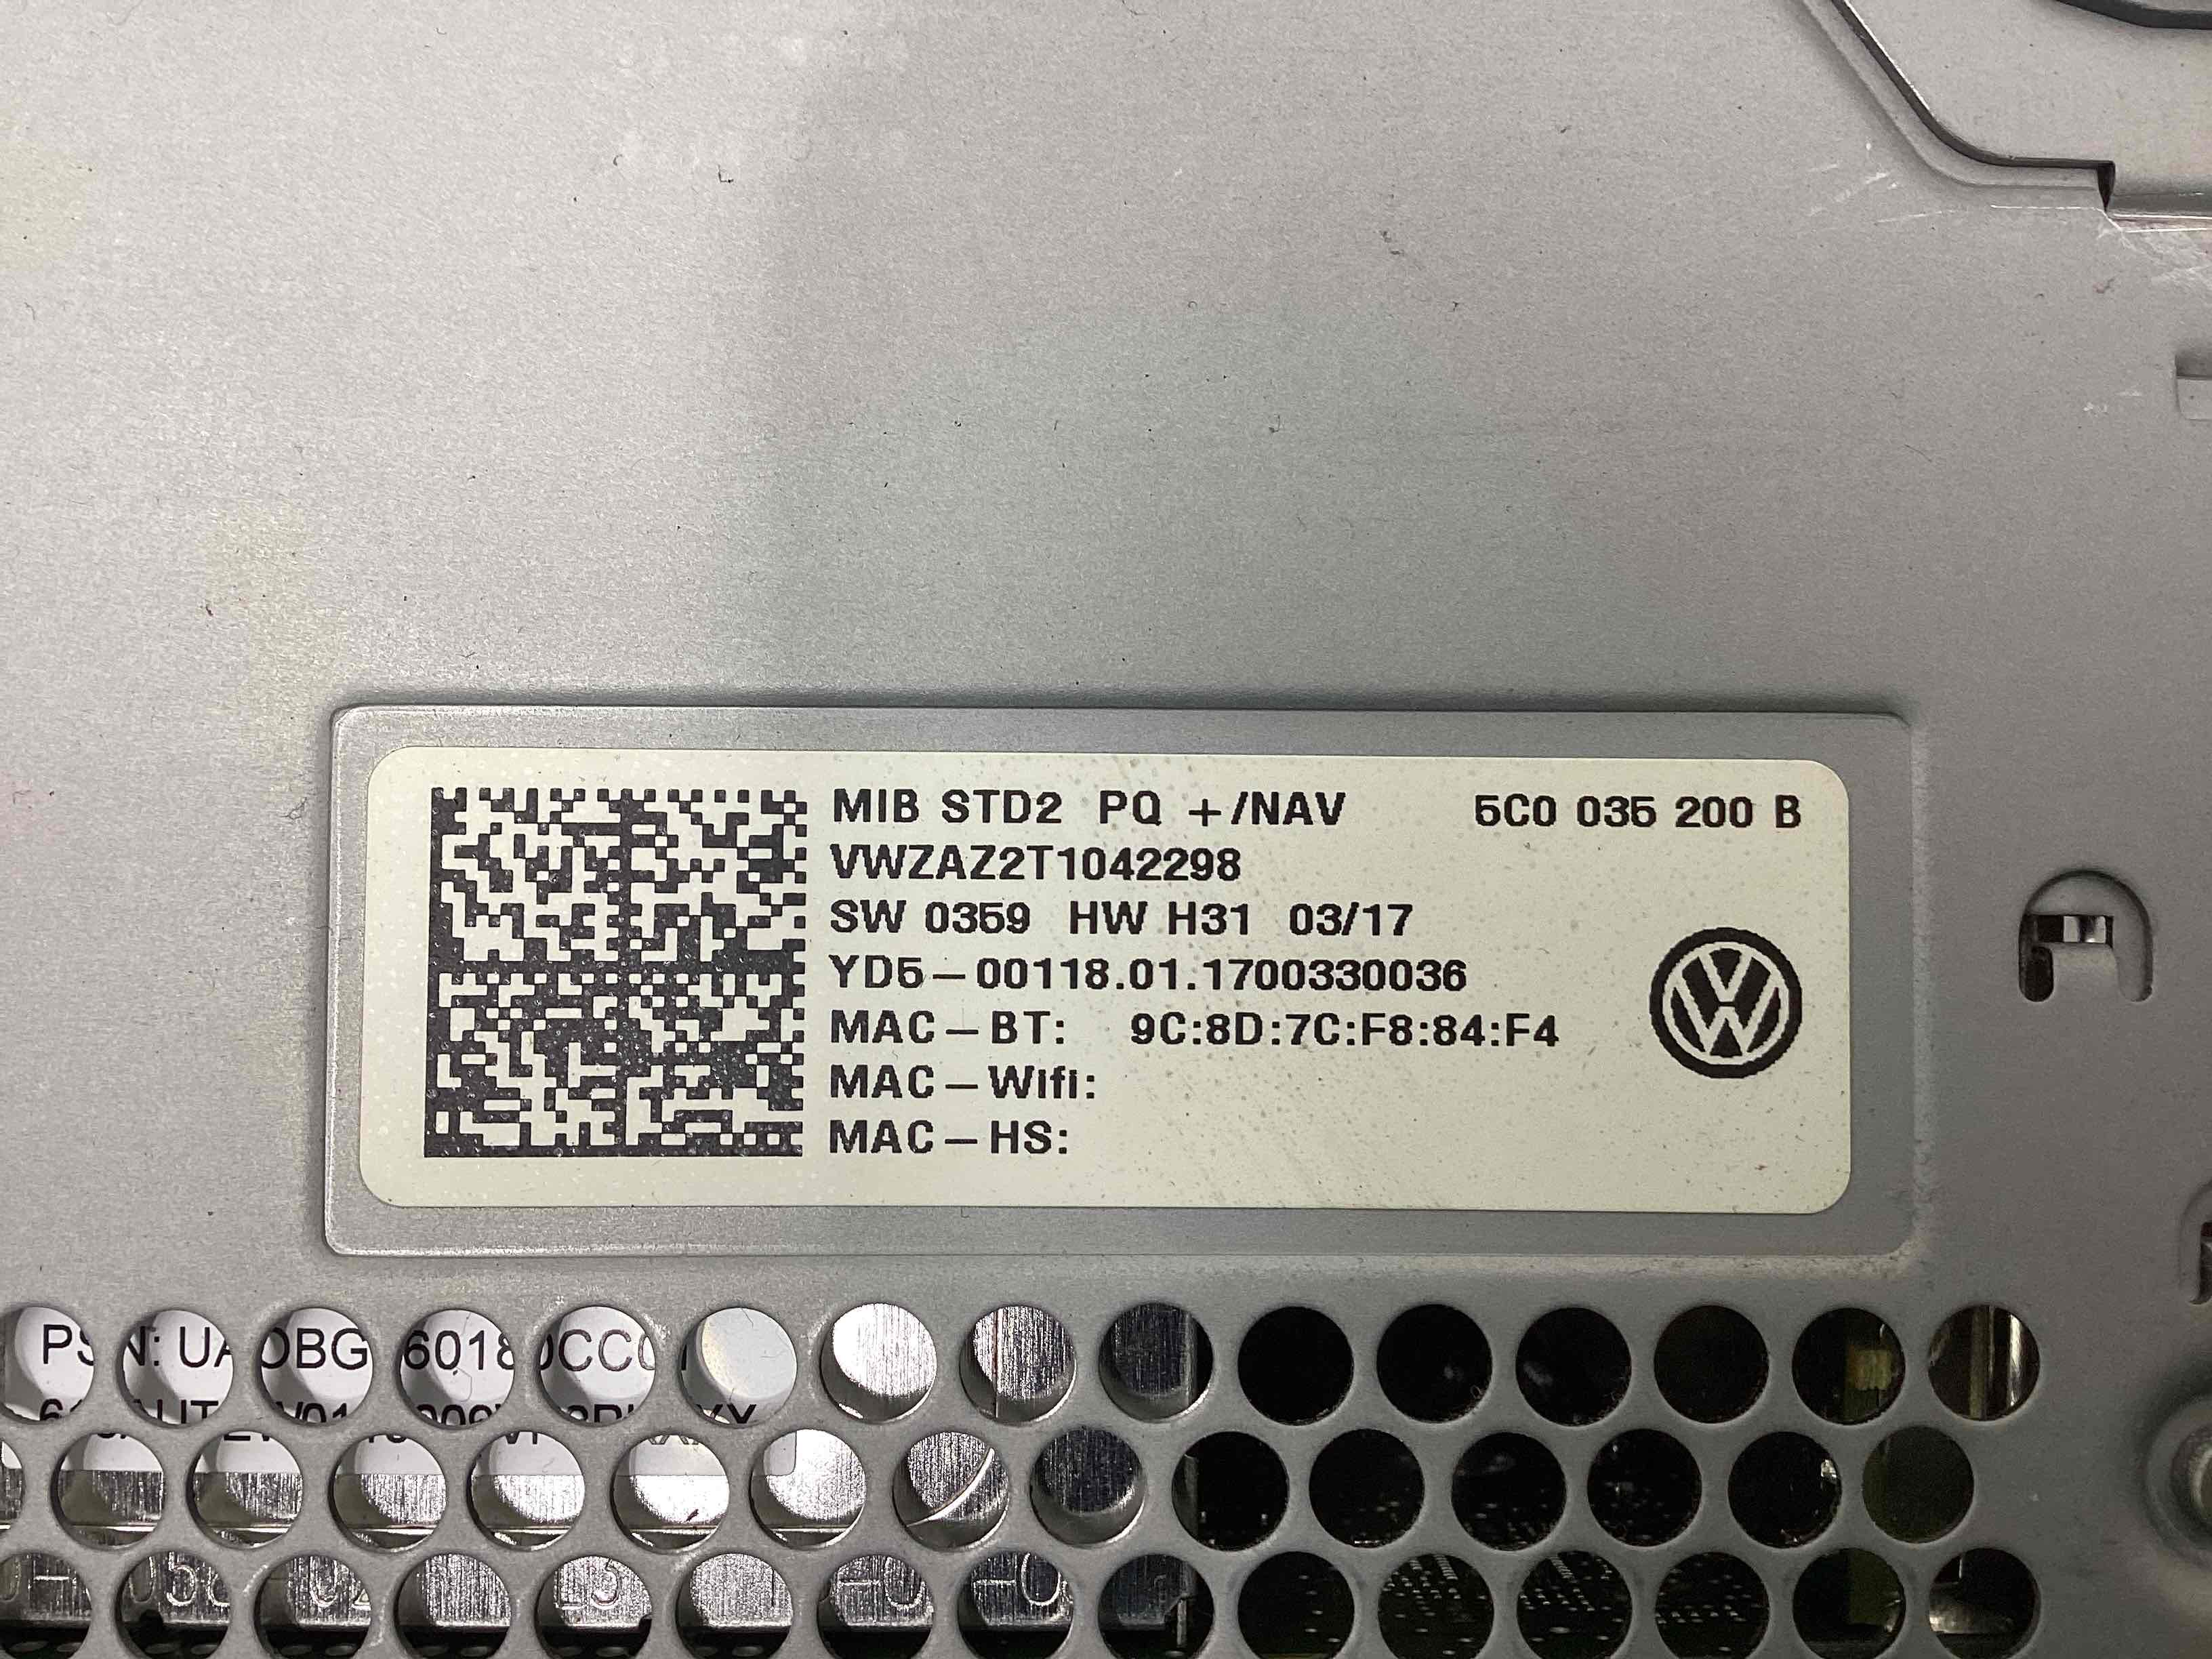 MIB STD2 PQ +/NAV 5C0 035 200 B
VWZAZ2T1042298
SW 0359 HW H31 03/17
YD5-00118.01.1700330036
MAC-BT: 9C:8D:7C:F8:84:F4
MAC-Wifi:
MAC-HS: